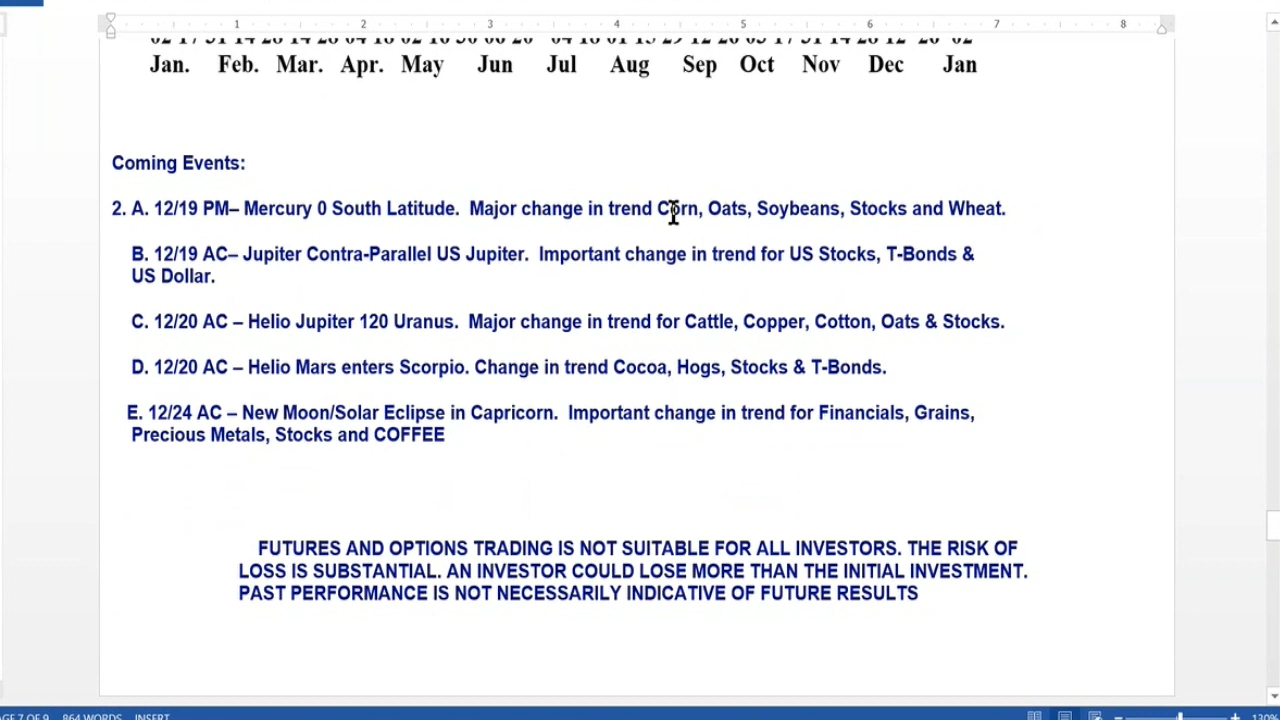 1 2 3 4 5 6 7 8
Jan. Feb. Mar. Apr. May Jun Jul Aug Sep Oct Nov Dec Jan
Coming Events:
2. A. 12/19 PM– Mercury 0 South Latitude.  Major change in trend Corn, Oats, Soybeans, Stocks and Wheat.
B. 12/19 AC– Jupiter Contra-Parallel US Jupiter.  Important change in trend for US Stocks, T-Bonds &
US Dollar.
C. 12/20 AC – Helio Jupiter 120 Uranus.  Major change in trend for Cattle, Copper, Cotton, Oats & Stocks.
D. 12/20 AC – Helio Mars enters Scorpio. Change in trend Cocoa, Hogs, Stocks & T-Bonds.
E. 12/24 AC – New Moon/Solar Eclipse in Capricorn.  Important change in trend for Financials, Grains,
Precious Metals, Stocks and COFFEE
FUTURES AND OPTIONS TRADING IS NOT SUITABLE FOR ALL INVESTORS. THE RISK OF
LOSS IS SUBSTANTIAL. AN INVESTOR COULD LOSE MORE THAN THE INITIAL INVESTMENT.
PAST PERFORMANCE IS NOT NECESSARILY INDICATIVE OF FUTURE RESULTS
AGE 7 OF 9 864 WORDS INSERT 130%